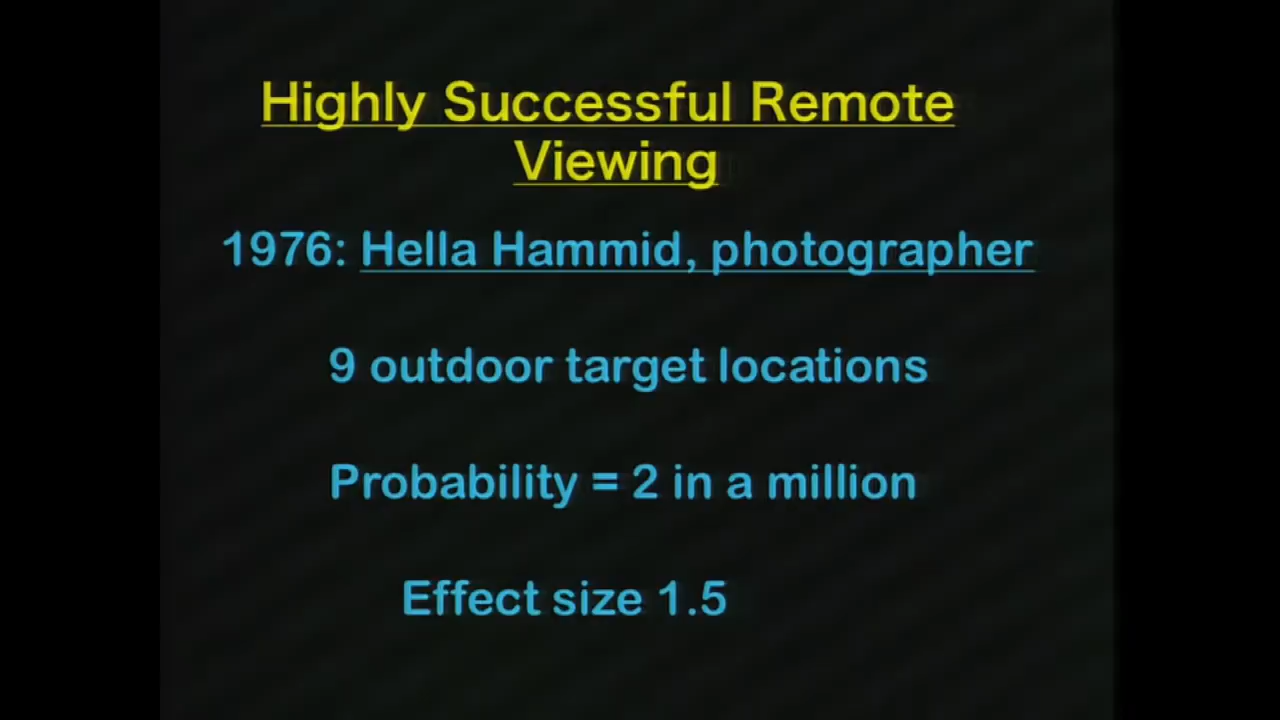 Highly Successful Remote
Viewing
1976: Hella Hammid, photographer
9 outdoor target locations
Probability = 2 in a million
Effect size 1.5